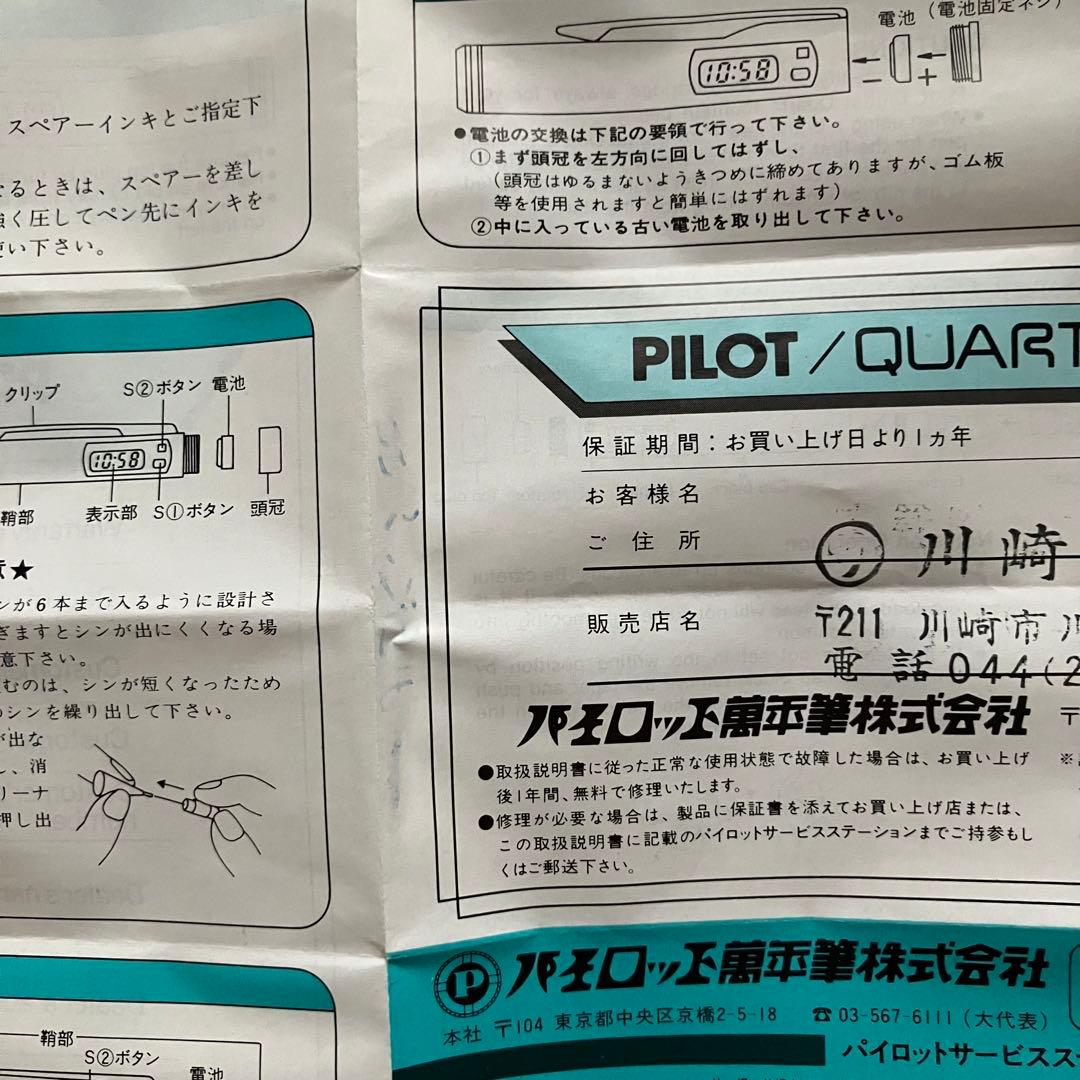 スペアーインキとご指定下
なるときは、スペアーを差し
強く圧してペン先にインキを
使い下さい。
電池（電池固定ネジ）
10:58
−
+
●電池の交換は下記の要領で行って下さい。
①まず頭冠を左方向に回してはずし、
（頭冠はゆるまないようきつめに締めてありますが、ゴム板
等を使用されますと簡単にはずれます）
②中に入っている古い電池を取り出して下さい。
クリップ
S②ボタン
電池
10:58
鞘部
表示部
S①ボタン
頭冠
★
ンが6本まで入るように設計さ
ぎますとシンが出にくくなる場
意下さい。
むのは、シンが短くなったため
シンを繰り出して下さい。
が出な
し、消
リーナ
押し出
PILOT / QUART
保証期間：お買い上げ日より1ヵ年
お客様名
ご住所
川崎
販売店名
〒211 川崎市
電話044(2
パイロット萬年筆株式会社
〒
●取扱説明書に従った正常な使用状態で故障した場合は、お買い上げ
後1年間、無料で修理いたします。
●修理が必要な場合は、製品に保証書を添えてお買い上げ店または、
この取扱説明書に記載のパイロットサービスステーションまでご持参もし
くはご郵送下さい。
※
P
パイロット萬年筆株式会社
本社 〒104 東京都中央区京橋2-5-18 ☎03-567-6111（大代表）
パイロットサービスス
鞘部
S②ボタン
電池